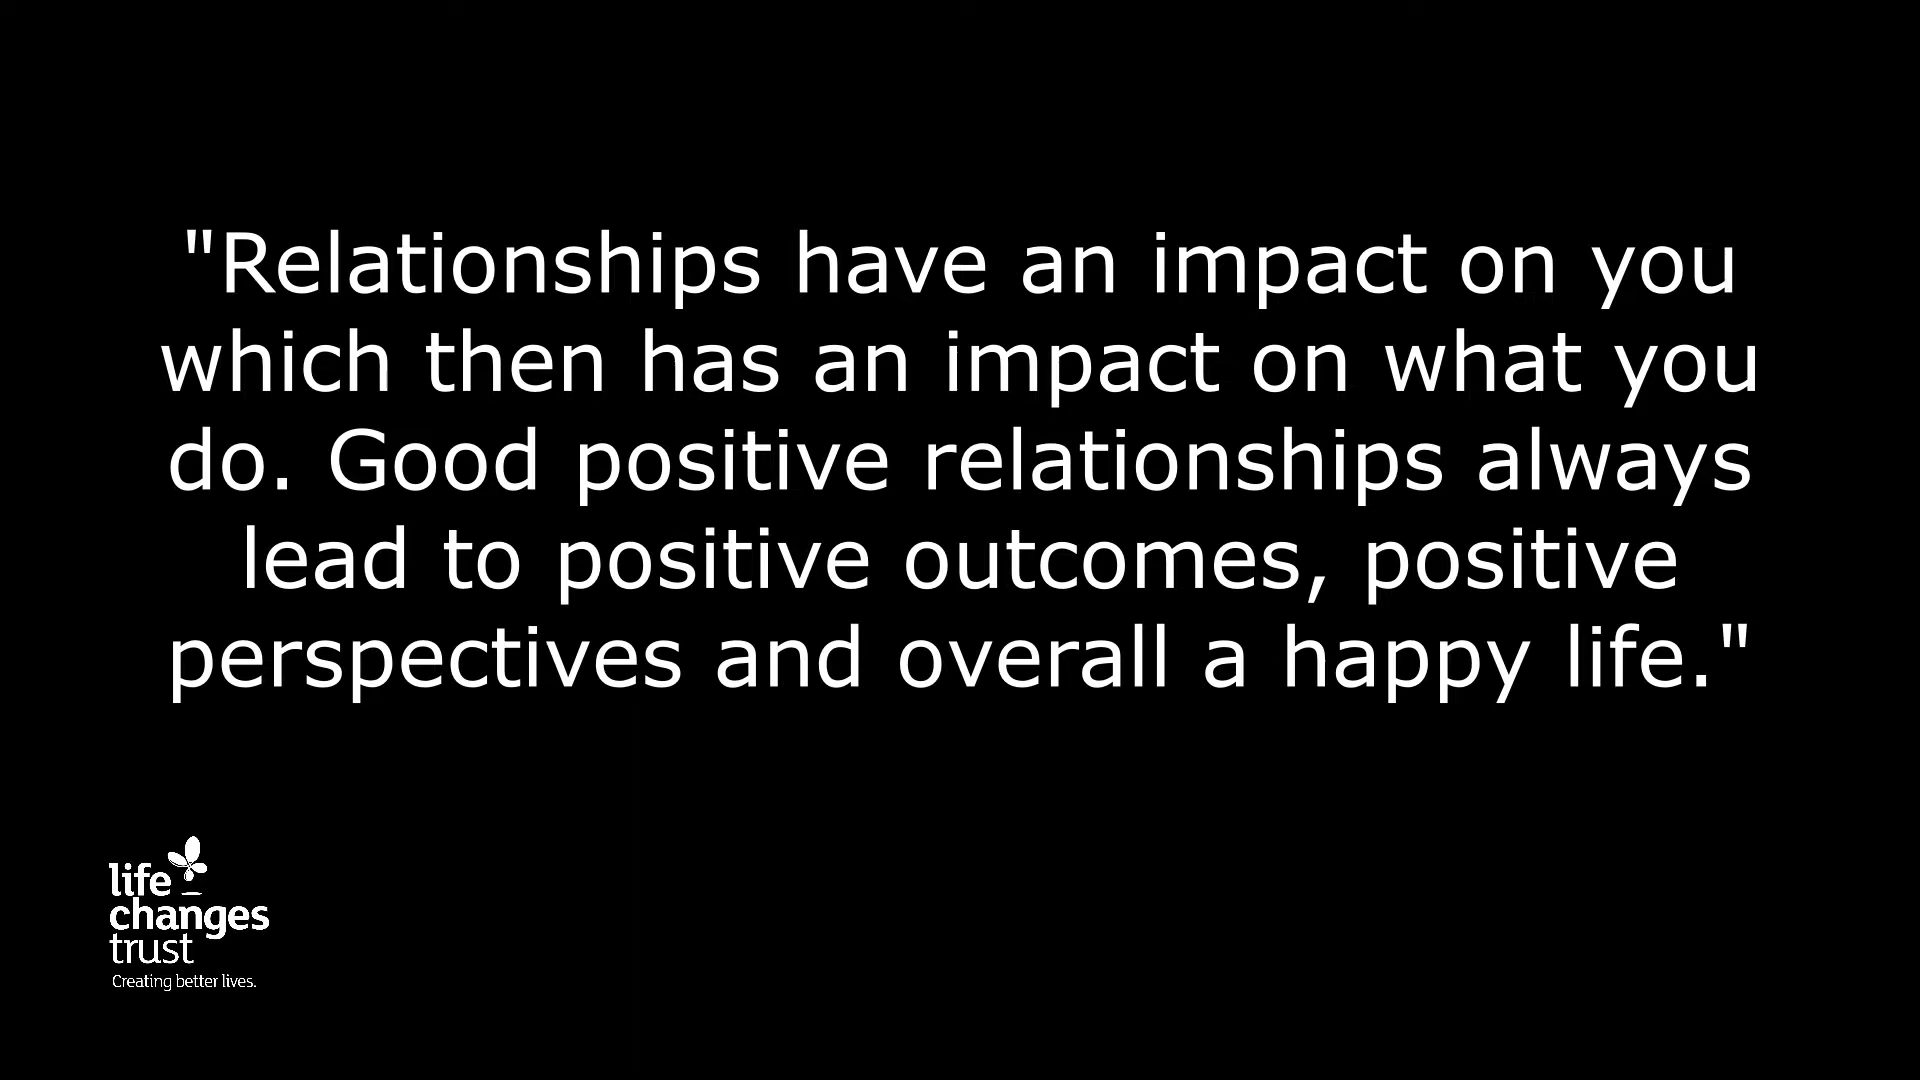 "Relationships have an impact on you
which then has an impact on what you
do. Good positive relationships always
lead to positive outcomes, positive
perspectives and overall a happy life."
life
changes
trust
Creating better lives.